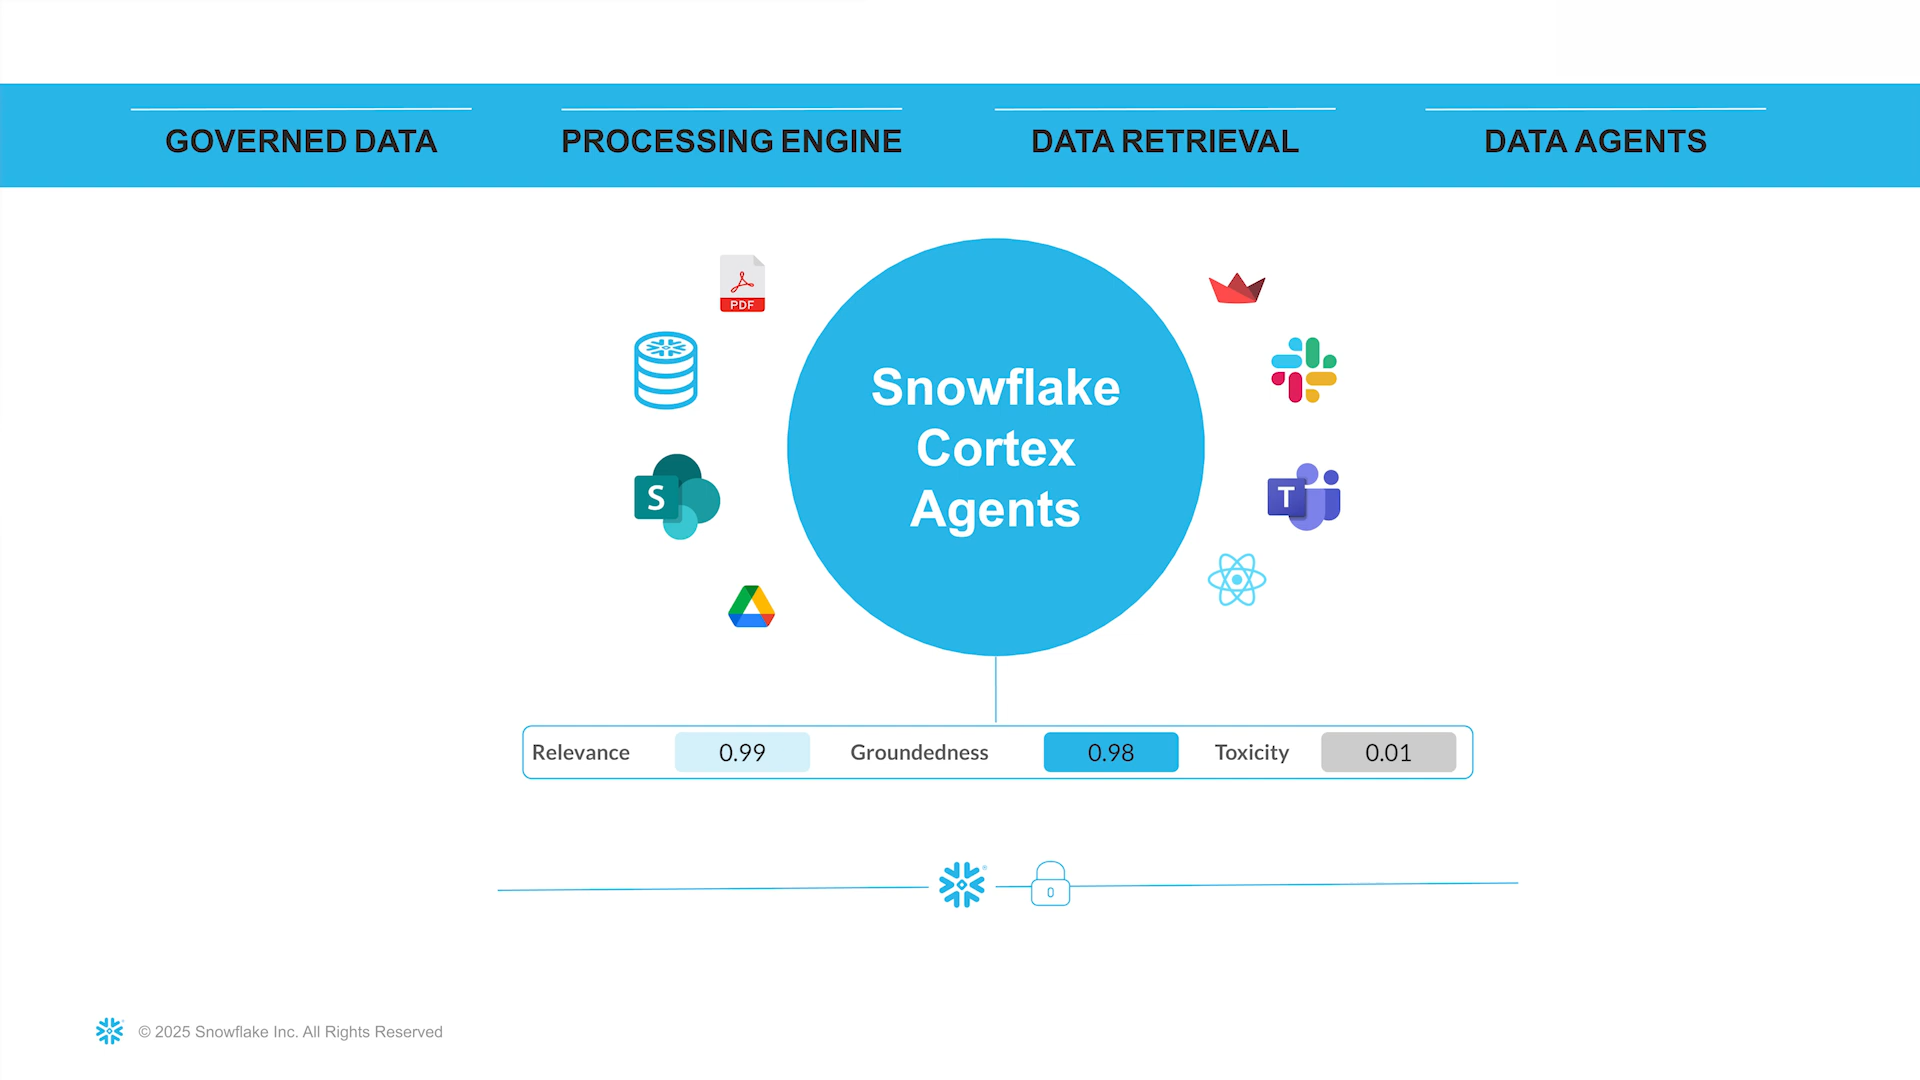 GOVERNED DATA
PROCESSING ENGINE
DATA RETRIEVAL
DATA AGENTS
PDF
Snowflake
Cortex
Agents
S
T
Relevance 0.99 Groundedness 0.98 Toxicity 0.01
© 2025 Snowflake Inc. All Rights Reserved